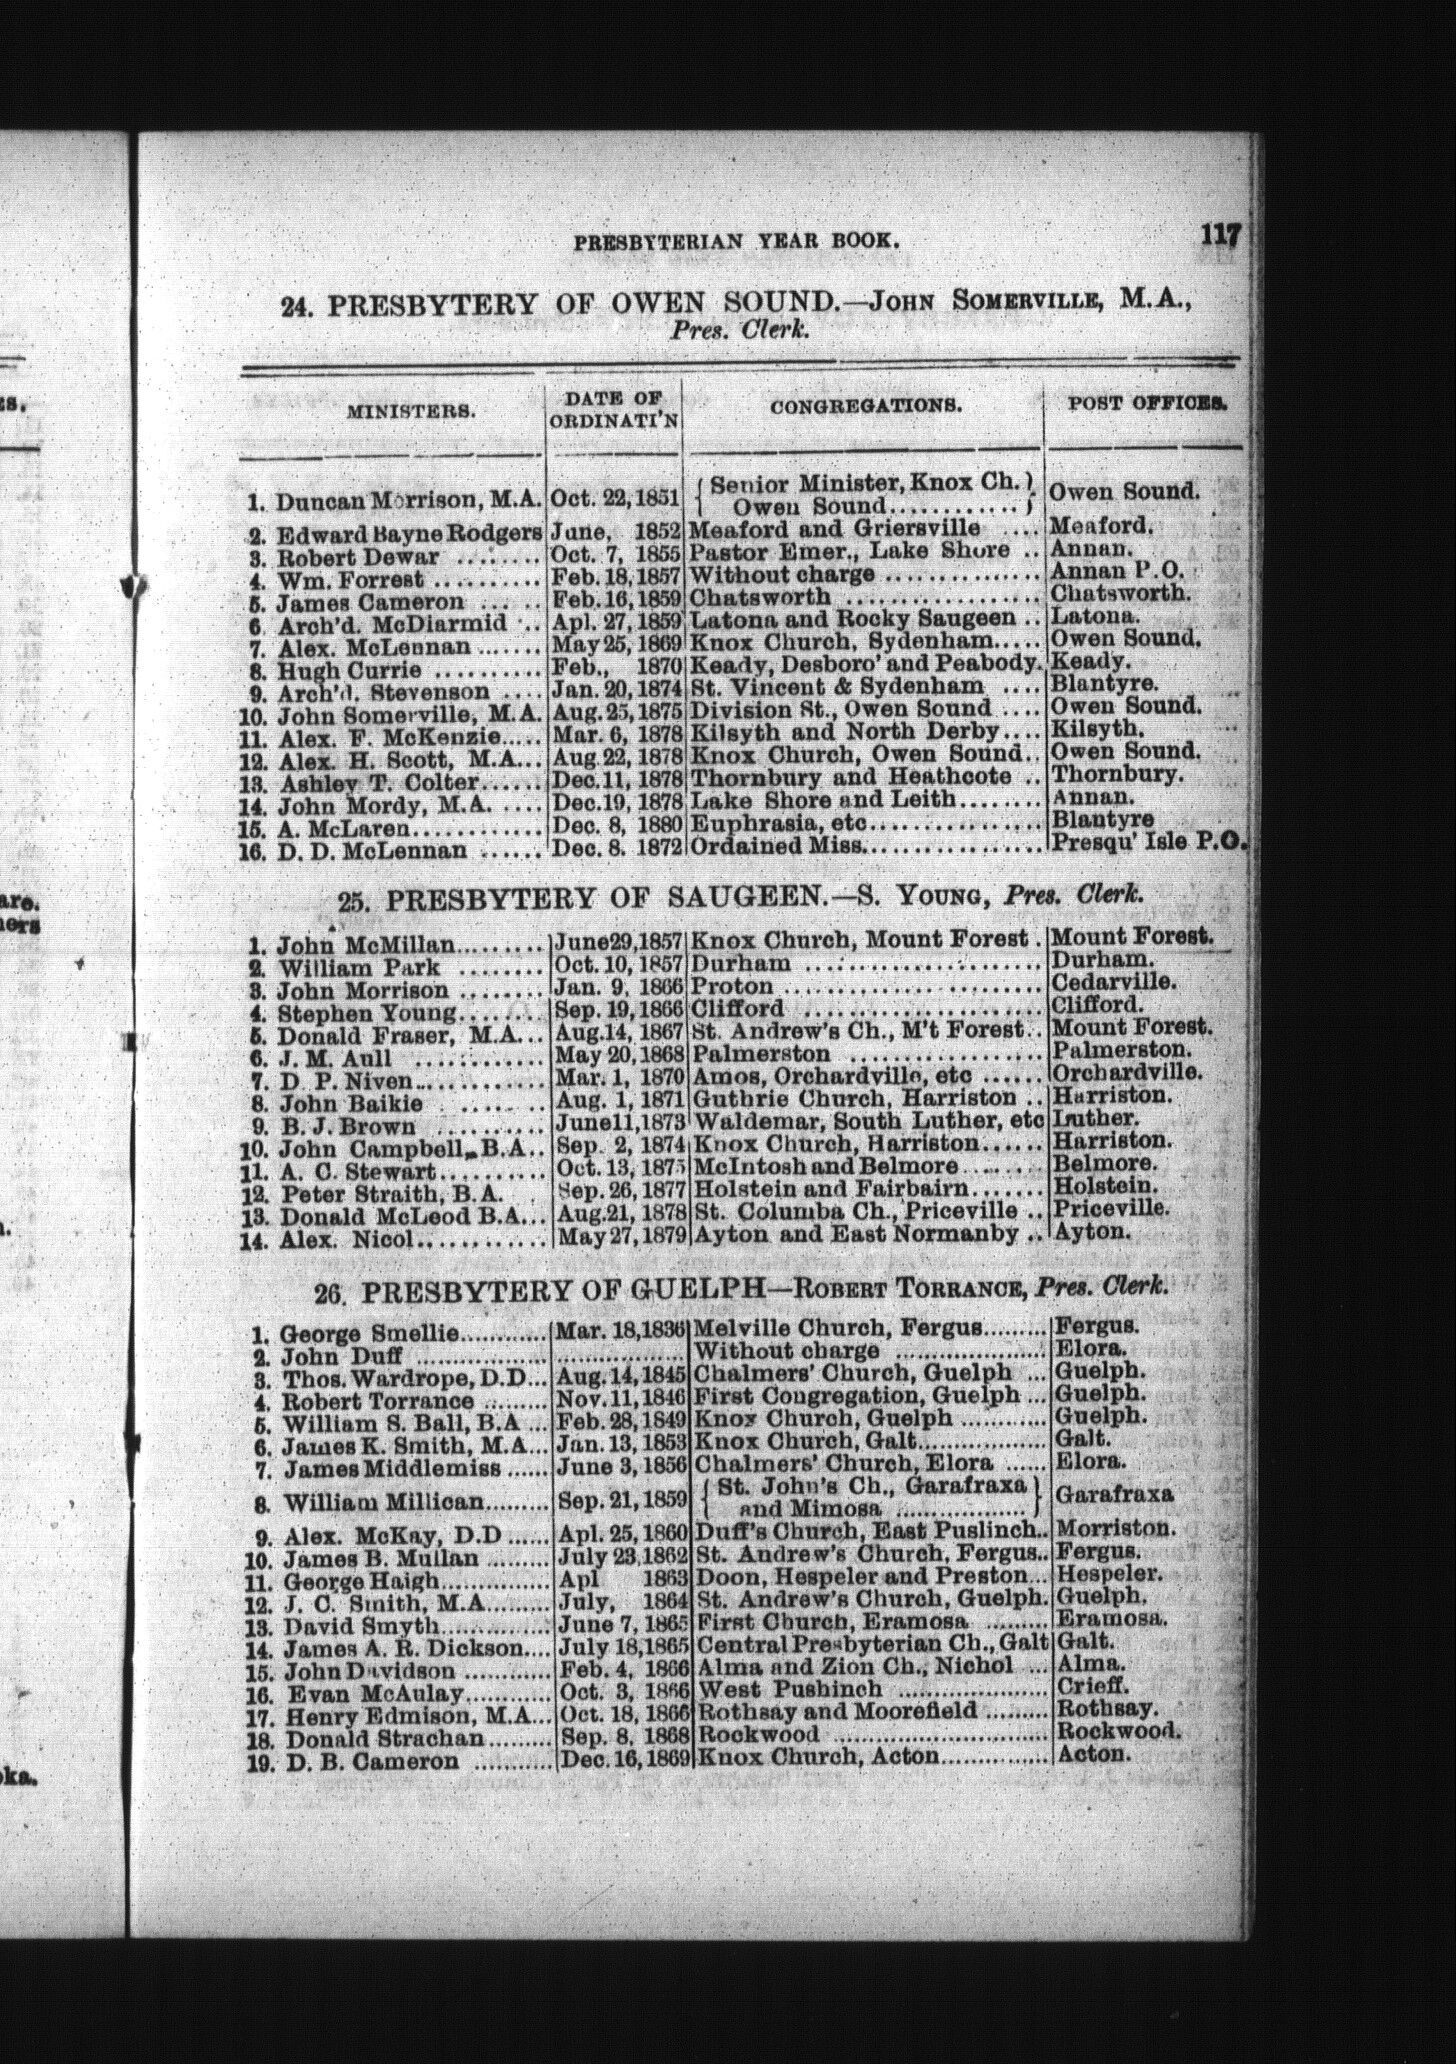 PRESBYTERIAN YEAR BOOK. 117
24. PRESBYTERY OF OWEN SOUND.—JOHN SOMERVILLE, M.A.,
Pres. Clerk.
MINISTERS. DATE OF ORDINATI'N CONGREGATIONS. POST OFFICES.
1. Duncan Morrison, M.A. Oct. 22, 1851 { Senior Minister, Knox Ch. } Owen Sound.
Owen Sound............
2. Edward Bayne Rodgers June, 1852 Meaford and Griersville .... Meaford.
3. Robert Dewar ........ Oct. 7, 1855 Pastor Emer., Lake Shore .. Annan.
4. Wm. Forrest .......... Feb. 18, 1857 Without charge .............. Annan P.O.
5. James Cameron ... .. Feb. 16, 1859 Chatsworth ................. Chatsworth.
6 Arch'd. McDiarmid .. Apl. 27, 1859 Latona and Rocky Saugeen .. Latona.
7. Alex. McLennan ...... May 25, 1869 Knox Church, Sydenham..... Owen Sound.
8. Hugh Currie .......... Feb., 1870 Keady, Desboro' and Peabody. Keady.
9. Arch'd. Stevenson .... Jan. 20, 1874 St. Vincent & Sydenham .... Blantyre.
10. John Somerville, M.A. Aug. 25, 1875 Division St., Owen Sound .... Owen Sound.
11. Alex. F. McKenzie..... Mar. 6, 1878 Kilsyth and North Derby.... Kilsyth.
12. Alex. H. Scott, M.A... Aug. 22, 1878 Knox Church, Owen Sound.. Owen Sound.
13. Ashley T. Colter...... Dec. 11, 1878 Thornbury and Heathcote .. Thornbury.
14. John Mordy, M.A. .... Dec. 19, 1878 Lake Shore and Leith........ Annan.
15. A. McLaren............ Dec. 8, 1880 Euphrasia, etc............... Blantyre
16. D. D. McLennan ...... Dec. 8. 1872 Ordained Miss................ Presqu' Isle P.O.
25. PRESBYTERY OF SAUGEEN.—S. YOUNG, Pres. Clerk.
1. John McMillan........ June 29, 1857 Knox Church, Mount Forest . Mount Forest.
2. William Park ........ Oct. 10, 1857 Durham .................... Durham.
3. John Morrison ........ Jan. 9, 1866 Proton ...................... Cedarville.
4. Stephen Young........ Sep. 19, 1866 Clifford .................... Clifford.
5. Donald Fraser, M.A... Aug. 14, 1867 St. Andrew's Ch., M't Forest.. Mount Forest.
6. J. M. Aull ............ May 20, 1868 Palmerston ................. Palmerston.
7. D. P. Niven............. Mar. 1, 1870 Amos, Orchardville, etc ...... Orchardville.
8. John Baikie ........ Aug. 1, 1871 Guthrie Church, Harriston .. Harriston.
9. B. J. Brown .......... June 11, 1873 Waldemar, South Luther, etc Luther.
10. John Campbell, B.A.. Sep. 2, 1874 Knox Church, Harriston...... Harriston.
11. A. C. Stewart.......... Oct. 13, 1875 McIntosh and Belmore ...... Belmore.
12. Peter Straith, B.A. . Sep. 26, 1877 Holstein and Fairbairn....... Holstein.
13. Donald McLeod B.A... Aug. 21, 1878 St. Columba Ch., Priceville .. Priceville.
14. Alex. Nicol............ May 27, 1879 Ayton and East Normanby .. Ayton.
26. PRESBYTERY OF GUELPH—ROBERT TORRANCE, Pres. Clerk.
1. George Smellie............ Mar. 18, 1836 Melville Church, Fergus......... Fergus.
2. John Duff .................. ................. Without charge .................... Elora.
3. Thos. Wardrope, D.D... Aug. 14, 1845 Chalmers' Church, Guelph ... Guelph.
4. Robert Torrance ........ Nov. 11, 1846 First Congregation, Guelph ... Guelph.
5. William S. Ball, B.A ... Feb. 28, 1849 Knox Church, Guelph ........... Guelph.
6. James K. Smith, M.A... Jan. 13, 1853 Knox Church, Galt................ Galt.
7. James Middlemiss ...... June 3, 1856 Chalmers' Church, Elora ...... Elora.
8. William Millican......... Sep. 21, 1859 { St. John's Ch., Garafraxa } Garafraxa
and Mimosa ................
9. Alex. McKay, D.D ...... Apl. 25, 1860 Duff's Church, East Puslinch.. Morriston.
10. James B. Mullan ........ July 23, 1862 St. Andrew's Church, Fergus.. Fergus.
11. George Haigh............... Apl 1863 Doon, Hespeler and Preston... Hespeler.
12. J. C. Smith, M.A......... July, 1864 St. Andrew's Church, Guelph. Guelph.
13. David Smyth............... June 7, 1865 First Church, Eramosa ......... Eramosa.
14. James A. R. Dickson.... July 18, 1865 Central Presbyterian Ch., Galt Galt.
15. John Davidson ............ Feb. 4, 1866 Alma and Zion Ch., Nichol ... Alma.
16. Evan McAulay............ Oct. 3, 1866 West Pushinch .................... Crieff.
17. Henry Edmison, M.A... Oct. 18, 1866 Rothsay and Moorefield ......... Rothsay.
18. Donald Strachan......... Sep. 8, 1868 Rockwood ............................ Rockwood.
19. D. B. Cameron ........... Dec. 16, 1869 Knox Church, Acton.............. Acton.